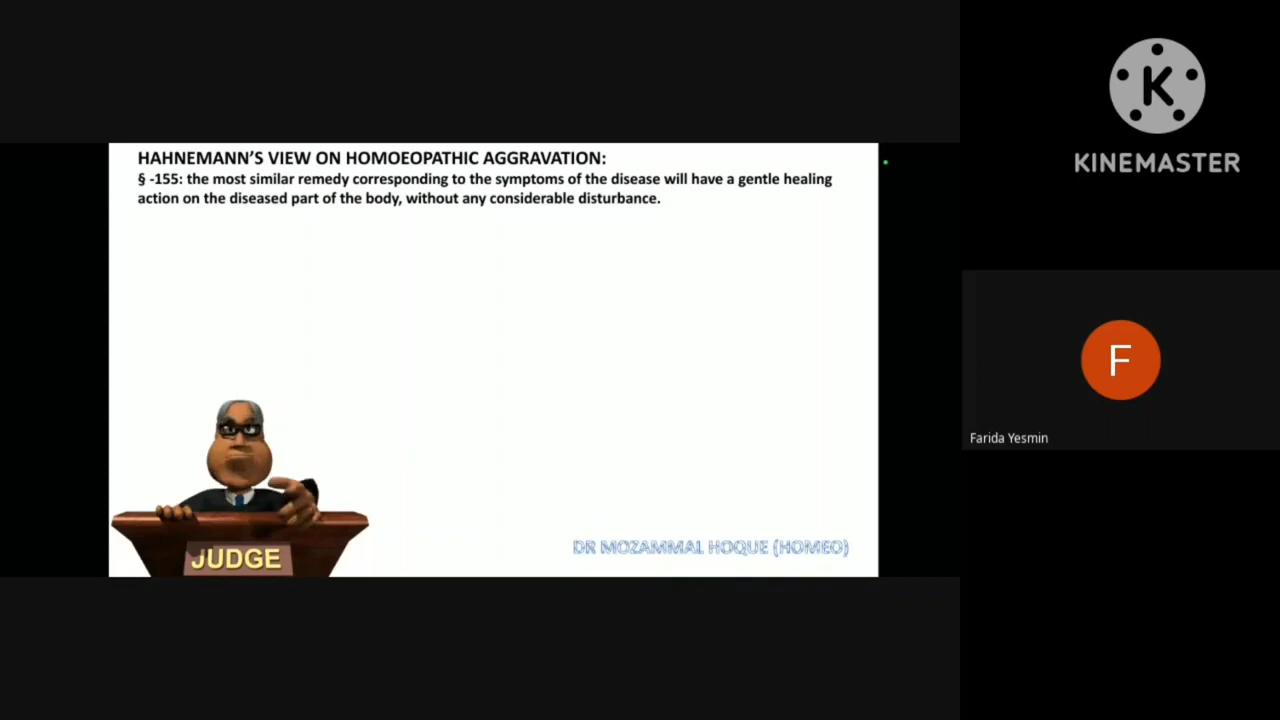 HAHNEMANN'S VIEW ON HOMOEOPATHIC AGGRAVATION:
§ -155: the most similar remedy corresponding to the symptoms of the disease will have a gentle healing
action on the diseased part of the body, without any considerable disturbance.
JUDGE
DR MOZAMMAL HOQUE (HOMEO)
K
KINEMASTER
F
Farida Yesmin